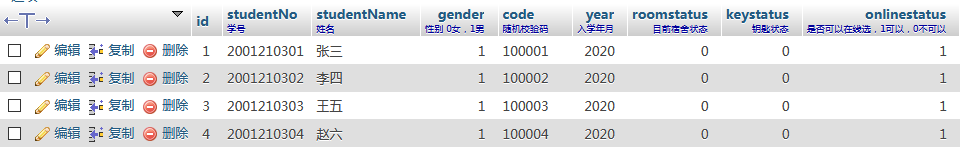 id studentNo studentName gender code year roomstatus keystatus onlinestatus
学号 姓名 性别 0女，1男 随机校验码 入学年月 目前宿舍状态 钥匙状态 是否可以在线选，1可以，0不可以
编辑 复制 删除 1 2001210301 张三 1 100001 2020 0 0 1
编辑 复制 删除 2 2001210302 李四 1 100002 2020 0 0 1
编辑 复制 删除 3 2001210303 王五 1 100003 2020 0 0 1
编辑 复制 删除 4 2001210304 赵六 1 100004 2020 0 0 1